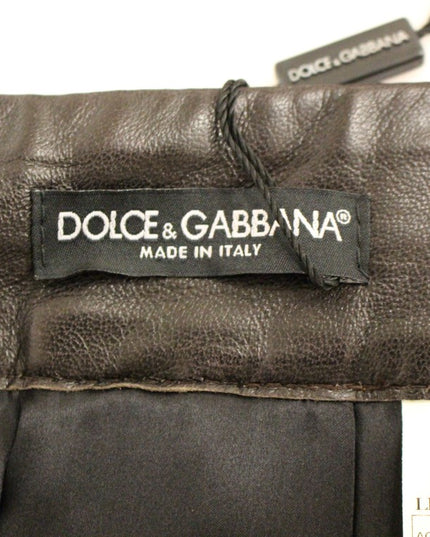 DOLCE & GABBANA
DOLCE & GABBANA®
MADE IN ITALY